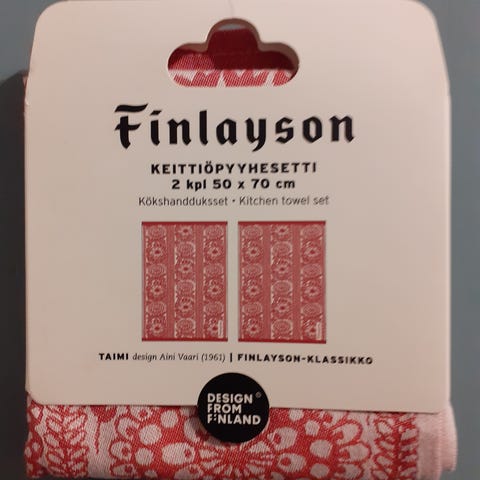 Finlayson
KEITTIÖPYYHESETTI
2 kpl 50 x 70 cm
Kökshandduksset • Kitchen towel set
TAIMI design Aini Vaari (1961) | FINLAYSON-KLASSIKKO
DESIGN ®
FROM
FINLAND